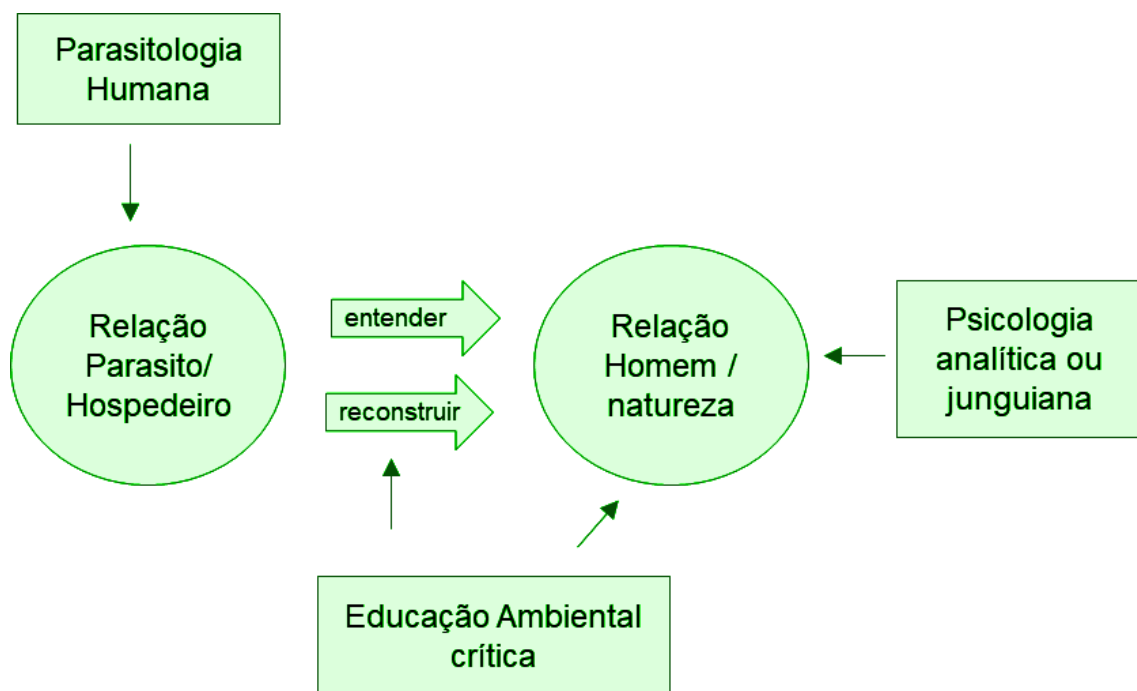 Parasitologia
Humana
Relação
Parasito/
Hospedeiro
entender
reconstruir
Relação
Homem /
natureza
Psicologia
analítica ou
junguiana
Educação Ambiental
crítica